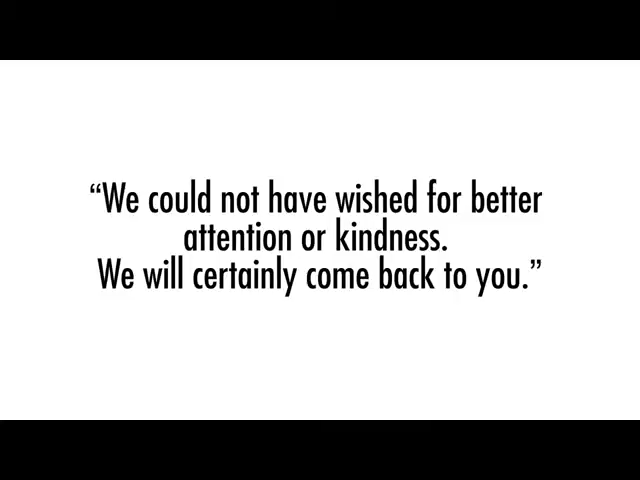 “We could not have wished for better
attention or kindness.
We will certainly come back to you.”